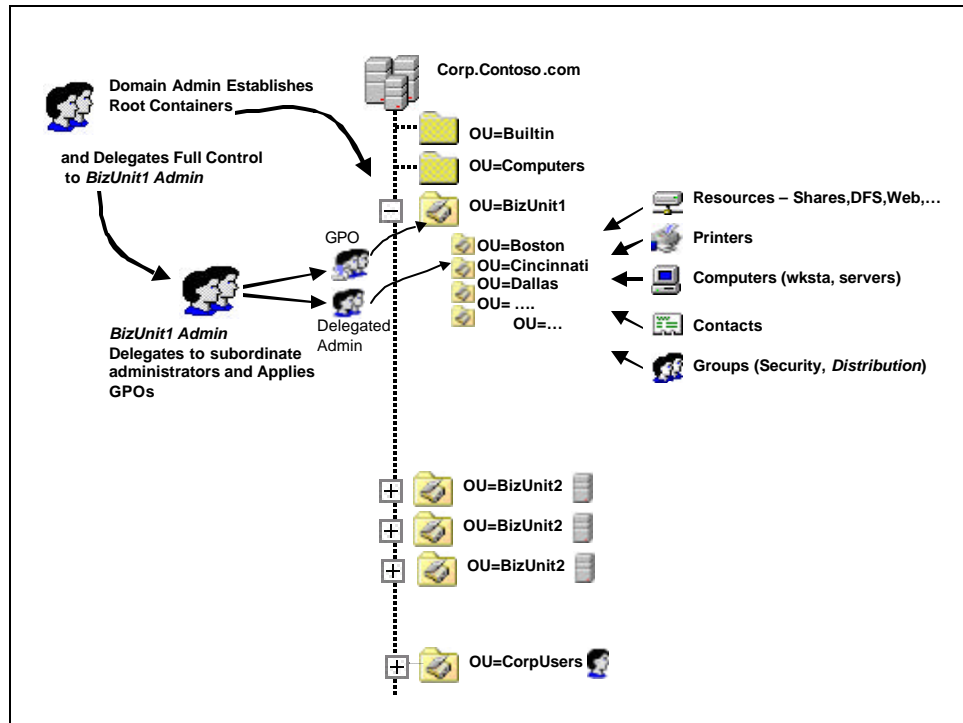 Corp.Contoso.com
Domain Admin Establishes
Root Containers
and Delegates Full Control
to BizUnit1 Admin
OU=Builtin
OU=Computers
OU=BizUnit1
GPO
Delegated
Admin
BizUnit1 Admin
Delegates to subordinate
administrators and Applies
GPOs
OU=Boston
OU=Cincinnati
OU=Dallas
OU= ....
OU=...
Resources – Shares,DFS,Web,...
Printers
Computers (wksta, servers)
Contacts
Groups (Security, Distribution)
OU=BizUnit2
OU=BizUnit2
OU=BizUnit2
OU=CorpUsers